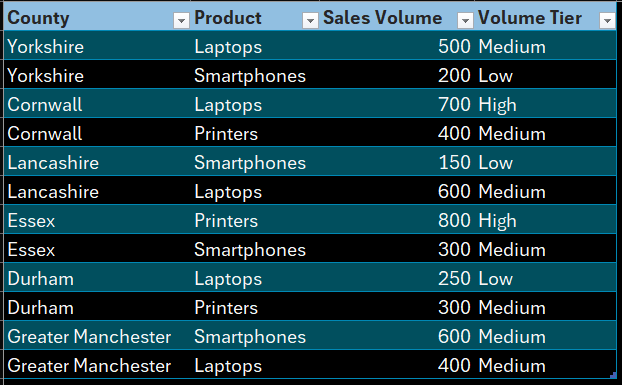 County Product Sales Volume Volume Tier
Yorkshire Laptops 500 Medium
Yorkshire Smartphones 200 Low
Cornwall Laptops 700 High
Cornwall Printers 400 Medium
Lancashire Smartphones 150 Low
Lancashire Laptops 600 Medium
Essex Printers 800 High
Essex Smartphones 300 Medium
Durham Laptops 250 Low
Durham Printers 300 Medium
Greater Manchester Smartphones 600 Medium
Greater Manchester Laptops 400 Medium